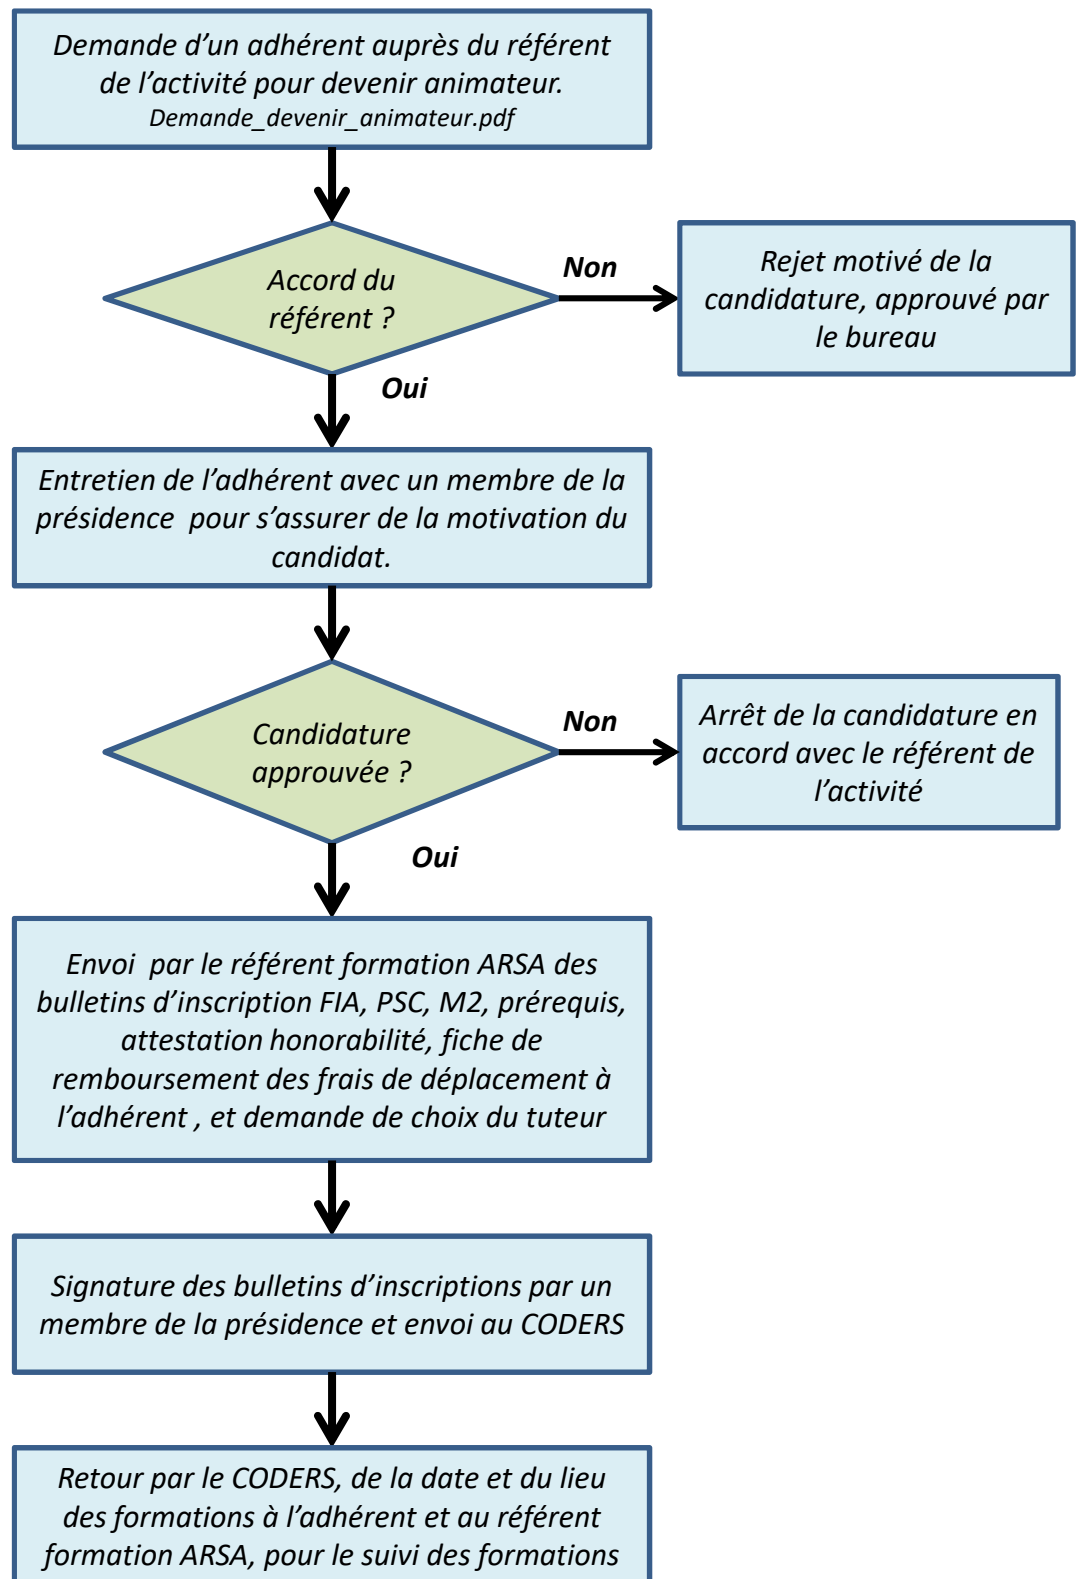 Demande d’un adhérent auprès du référent
de l’activité pour devenir animateur.
Demande_devenir_animateur.pdf
Accord du
référent ?
Non
Rejet motivé de la
candidature, approuvé par
le bureau
Oui
Entretien de l’adhérent avec un membre de la
présidence pour s’assurer de la motivation du
candidat.
Candidature
approuvée ?
Non
Arrêt de la candidature en
accord avec le référent de
l’activité
Oui
Envoi par le référent formation ARSA des
bulletins d’inscription FIA, PSC, M2, prérequis,
attestation honorabilité, fiche de
remboursement des frais de déplacement à
l’adhérent , et demande de choix du tuteur
Signature des bulletins d’inscriptions par un
membre de la présidence et envoi au CODERS
Retour par le CODERS, de la date et du lieu
des formations à l’adhérent et au référent
formation ARSA, pour le suivi des formations